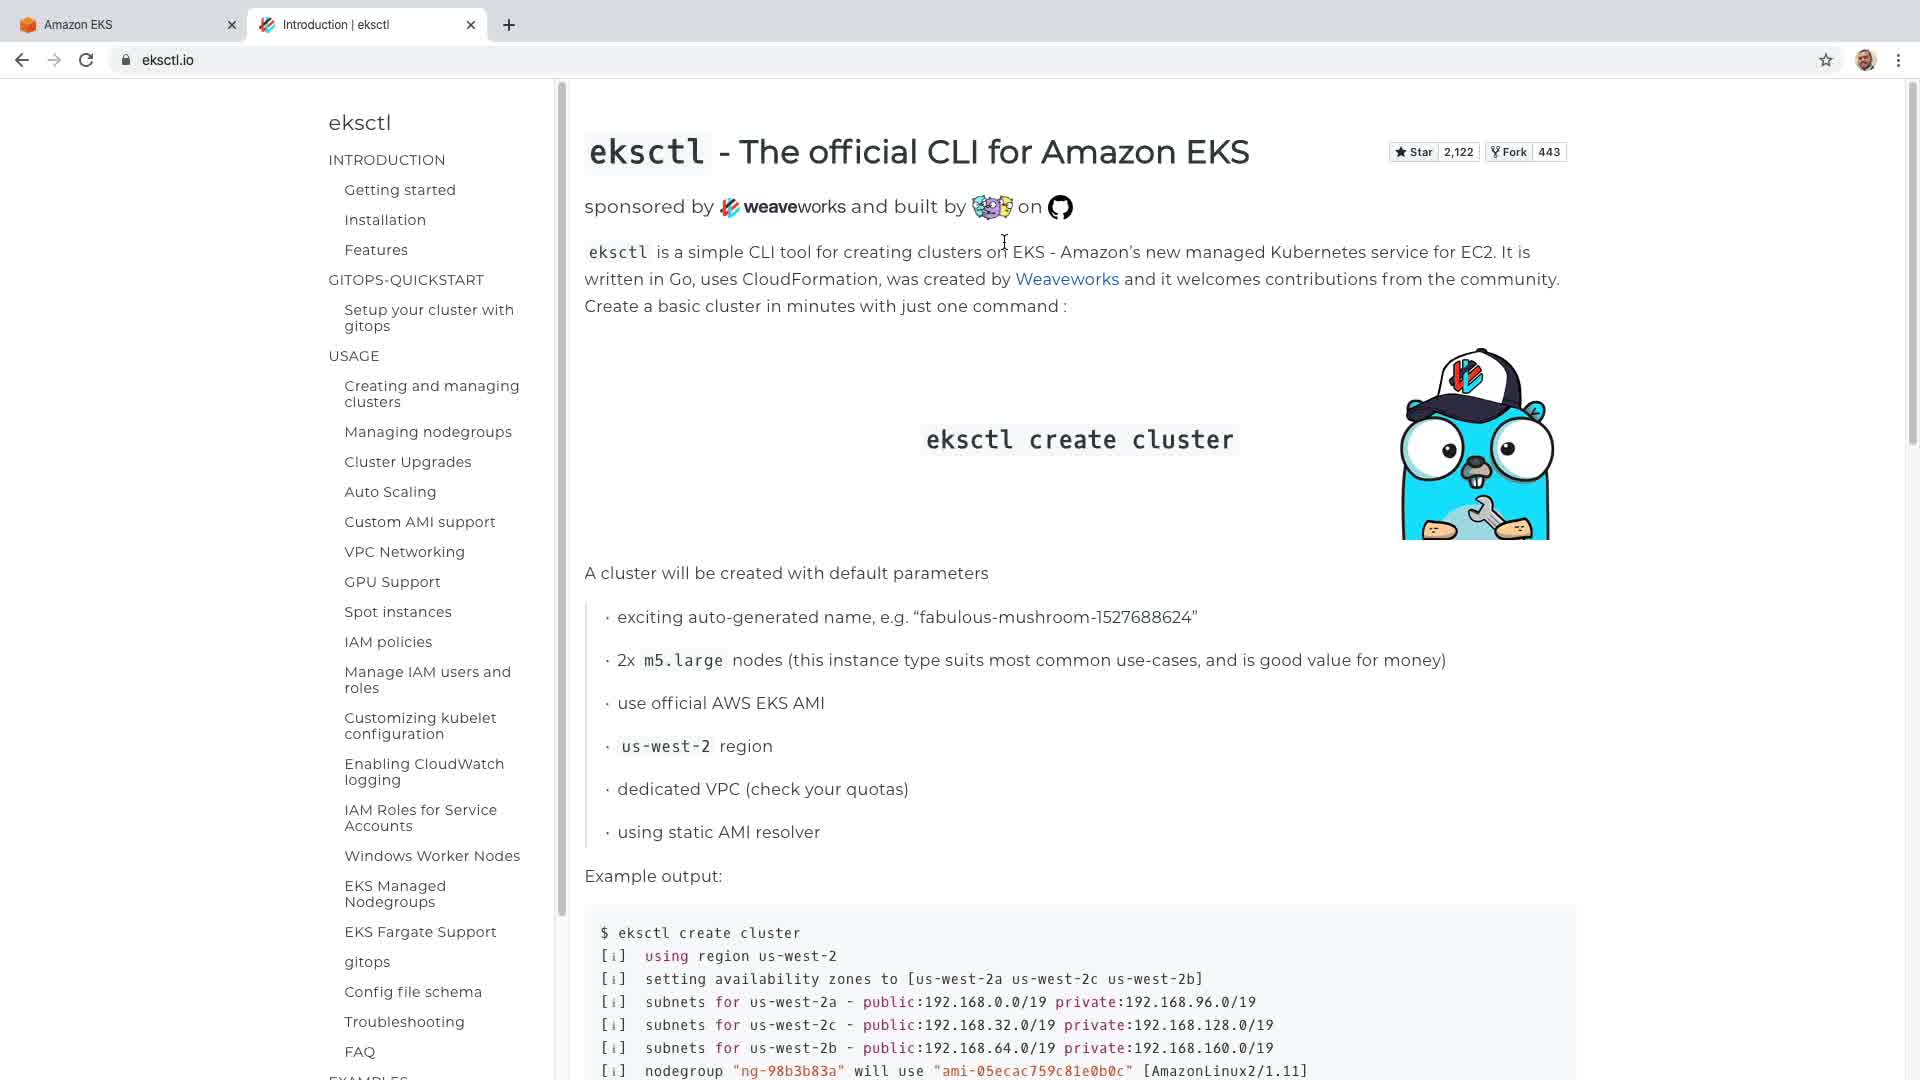 Amazon EKS
Introduction | eksctl
eksctl.io
eksctl
INTRODUCTION
Getting started
Installation
Features
GITOPS-QUICKSTART
Setup your cluster with
gitops
USAGE
Creating and managing
clusters
Managing nodegroups
Cluster Upgrades
Auto Scaling
Custom AMI support
VPC Networking
GPU Support
Spot instances
IAM policies
Manage IAM users and
roles
Customizing kubelet
configuration
Enabling CloudWatch
logging
IAM Roles for Service
Accounts
Windows Worker Nodes
EKS Managed
Nodegroups
EKS Fargate Support
gitops
Config file schema
Troubleshooting
FAQ
EXAMPLES
eksctl - The official CLI for Amazon EKS
Star 2,122 Fork 443
sponsored by weaveworks and built by on
eksctl is a simple CLI tool for creating clusters on EKS - Amazon’s new managed Kubernetes service for EC2. It is
written in Go, uses CloudFormation, was created by Weaveworks and it welcomes contributions from the community.
Create a basic cluster in minutes with just one command :
eksctl create cluster
A cluster will be created with default parameters
· exciting auto-generated name, e.g. “fabulous-mushroom-1527688624”
· 2x m5.large nodes (this instance type suits most common use-cases, and is good value for money)
· use official AWS EKS AMI
· us-west-2 region
· dedicated VPC (check your quotas)
· using static AMI resolver
Example output:
$ eksctl create cluster
[i]  using region us-west-2
[i]  setting availability zones to [us-west-2a us-west-2c us-west-2b]
[i]  subnets for us-west-2a - public:192.168.0.0/19 private:192.168.96.0/19
[i]  subnets for us-west-2c - public:192.168.32.0/19 private:192.168.128.0/19
[i]  subnets for us-west-2b - public:192.168.64.0/19 private:192.168.160.0/19
[i]  nodegroup "ng-98b3b83a" will use "ami-05ecac759c81e0b0c" [AmazonLinux2/1.11]